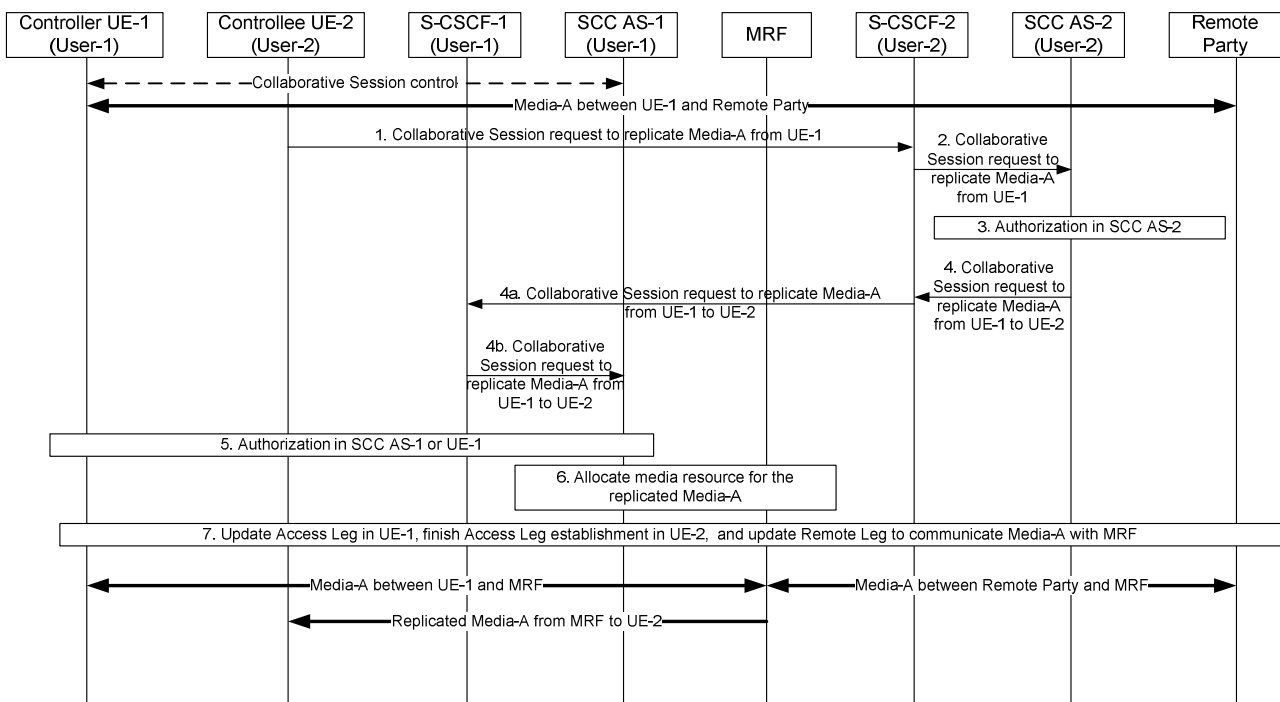 Controller UE-1
(User-1)
Controllee UE-2
(User-2)
S-CSCF-1
(User-1)
SCC AS-1
(User-1)
MRF
S-CSCF-2
(User-2)
SCC AS-2
(User-2)
Remote
Party
Collaborative Session control
Media-A between UE-1 and Remote Party
1. Collaborative Session request to replicate Media-A from UE-1
2. Collaborative
Session request to
replicate Media-A
from UE-1
3. Authorization in SCC AS-2
4. Collaborative
Session request to
replicate Media-A
from UE-1 to UE-2
4a. Collaborative Session request to replicate Media-A
from UE-1 to UE-2
4b. Collaborative
Session request to
replicate Media-A from
UE-1 to UE-2
5. Authorization in SCC AS-1 or UE-1
6. Allocate media resource for the
replicated Media-A
7. Update Access Leg in UE-1, finish Access Leg establishment in UE-2, and update Remote Leg to communicate Media-A with MRF
Media-A between UE-1 and MRF
Media-A between Remote Party and MRF
Replicated Media-A from MRF to UE-2